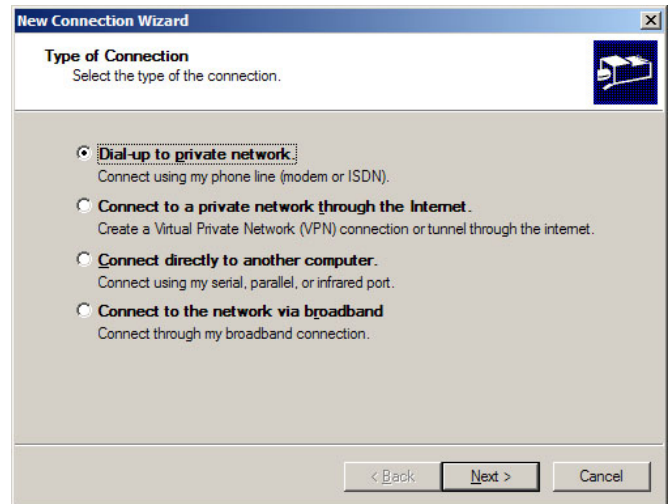 New Connection Wizard
Type of Connection
Select the type of the connection.
Dial-up to private network.
Connect using my phone line (modem or ISDN).
Connect to a private network through the Internet.
Create a Virtual Private Network (VPN) connection or tunnel through the internet.
Connect directly to another computer.
Connect using my serial, parallel, or infrared port.
Connect to the network via broadband
Connect through my broadband connection.
< Back Next > Cancel